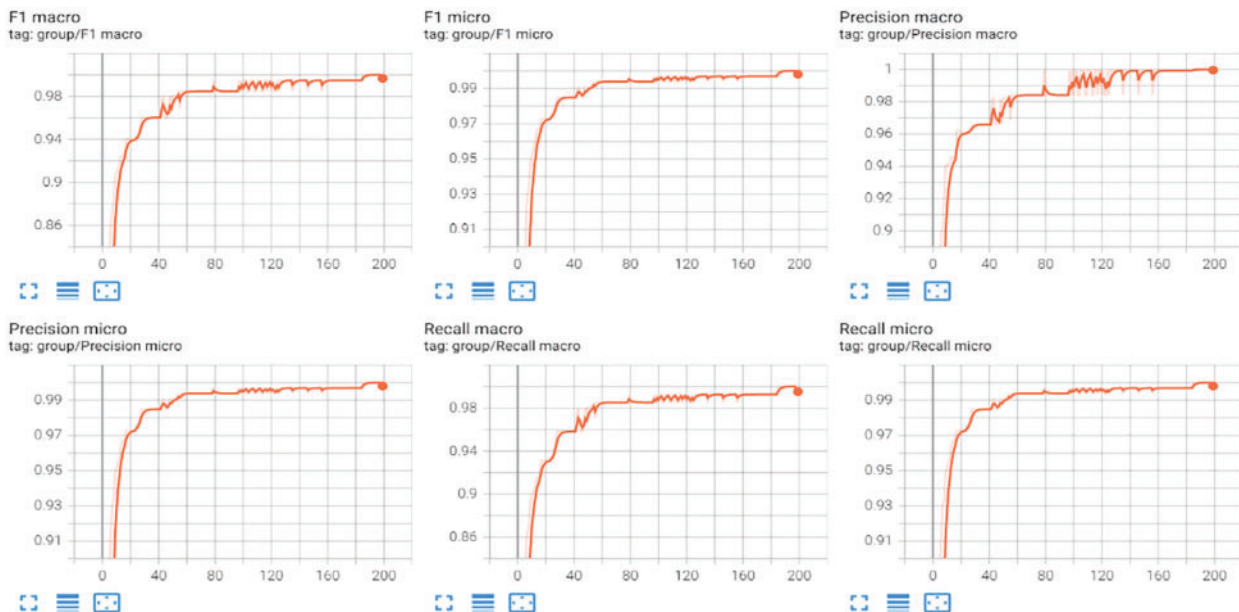 F1 macro
tag: group/F1 macro
0.98
0.94
0.9
0.86
0 40 80 120 160 200
F1 micro
tag: group/F1 micro
0.99
0.97
0.95
0.93
0.91
0 40 80 120 160 200
Precision macro
tag: group/Precision macro
1
0.98
0.96
0.94
0.92
0.9
0 40 80 120 160 200
Precision micro
tag: group/Precision micro
0.99
0.97
0.95
0.93
0.91
0 40 80 120 160 200
Recall macro
tag: group/Recall macro
0.98
0.94
0.9
0.86
0 40 80 120 160 200
Recall micro
tag: group/Recall micro
0.99
0.97
0.95
0.93
0.91
0 40 80 120 160 200